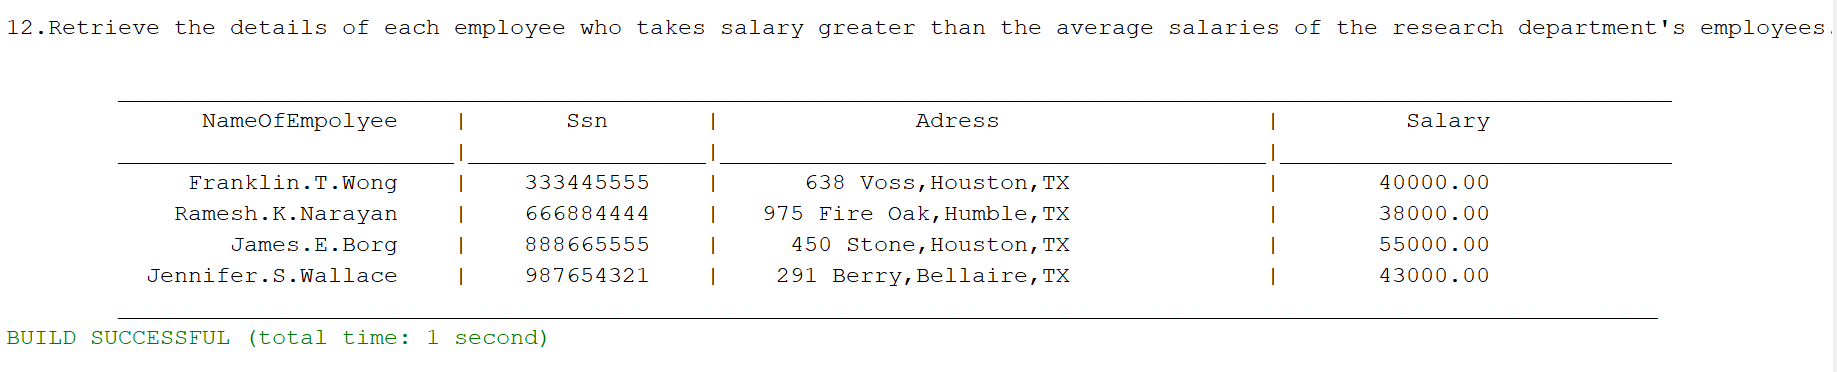 12.Retrieve the details of each employee who takes salary greater than the average salaries of the research department's employees.
NameOfEmpolyee | Ssn | Adress | Salary
Franklin.T.Wong | 333445555 | 638 Voss,Houston,TX | 40000.00
Ramesh.K.Narayan | 666884444 | 975 Fire Oak,Humble,TX | 38000.00
James.E.Borg | 888665555 | 450 Stone,Houston,TX | 55000.00
Jennifer.S.Wallace | 987654321 | 291 Berry,Bellaire,TX | 43000.00
BUILD SUCCESSFUL (total time: 1 second)